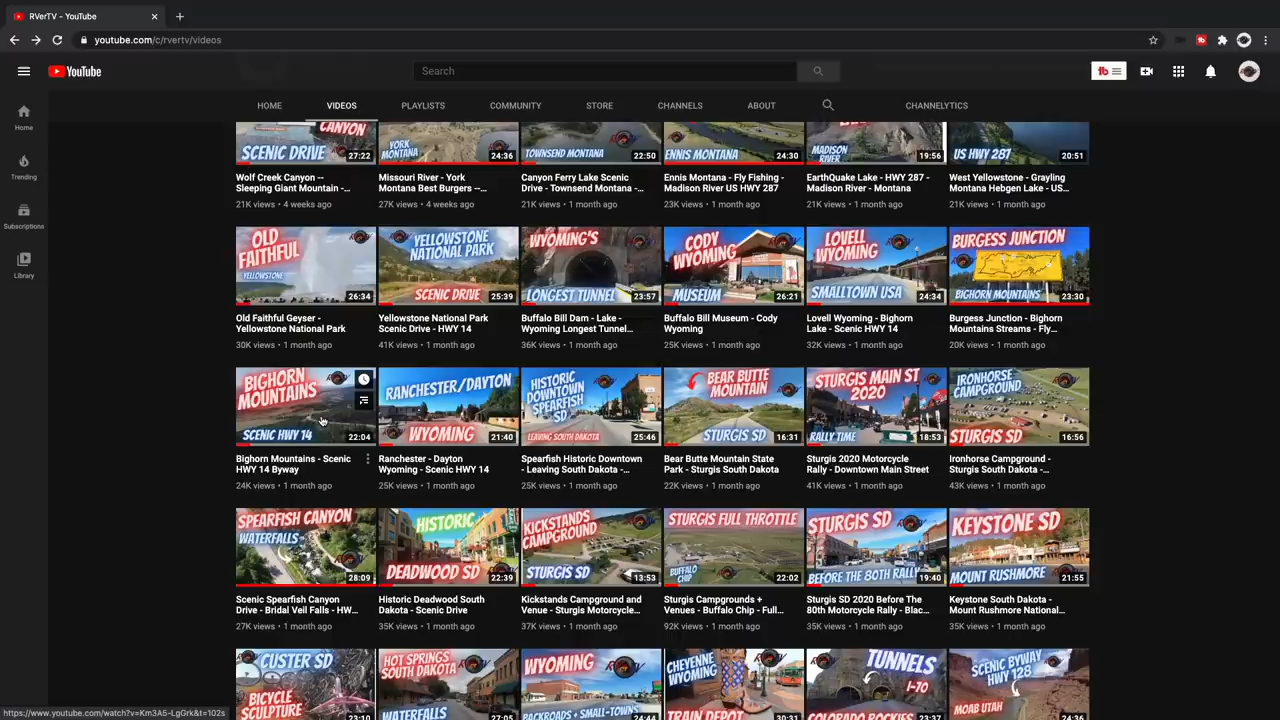 RVerTV - YouTube
youtube.com/c/rvertv/videos
YouTube
Search
HOME VIDEOS PLAYLISTS COMMUNITY STORE CHANNELS ABOUT CHANNELYTICS
Home
Trending
Subscriptions
Library
CANYON
SCENIC DRIVE
27:22
Wolf Creek Canyon --
Sleeping Giant Mountain -...
21K views • 4 weeks ago
YORK
MONTANA
24:36
Missouri River - York
Montana Best Burgers --...
27K views • 4 weeks ago
TOWNSEND MONTANA
22:50
Canyon Ferry Lake Scenic
Drive - Townsend Montana -...
21K views • 1 month ago
ENNIS MONTANA
24:30
Ennis Montana - Fly Fishing -
Madison River US HWY 287
23K views • 1 month ago
MADISON
RIVER
19:56
EarthQuake Lake - HWY 287 -
Madison River - Montana
21K views • 1 month ago
US HWY 287
20:51
West Yellowstone - Grayling
Montana Hebgen Lake - US...
21K views • 1 month ago
OLD
FAITHFUL
YELLOWSTONE
26:34
Old Faithful Geyser -
Yellowstone National Park
30K views • 1 month ago
YELLOWSTONE
NATIONAL PARK
SCENIC DRIVE
25:39
Yellowstone National Park
Scenic Drive - HWY 14
41K views • 1 month ago
WYOMING'S
LONGEST TUNNEL
23:57
Buffalo Bill Dam - Lake -
Wyoming Longest Tunnel...
36K views • 1 month ago
CODY
WYOMING
MUSEUM
26:21
Buffalo Bill Museum - Cody
Wyoming
25K views • 1 month ago
LOVELL
WYOMING
SMALLTOWN USA
24:34
Lovell Wyoming - Bighorn
Lake - Scenic HWY 14
32K views • 1 month ago
BURGESS JUNCTION
BIGHORN MOUNTAINS
23:30
Burgess Junction - Bighorn
Mountains Streams - Fly...
20K views • 1 month ago
BIGHORN
MOUNTAINS
SCENIC HWY 14
22:04
Bighorn Mountains - Scenic
HWY 14 Byway
24K views • 1 month ago
RANCHESTER/DAYTON
WYOMING
21:40
Ranchester - Dayton
Wyoming - Scenic HWY 14
25K views • 1 month ago
HISTORIC
DOWNTOWN
SPEARFISH
SD
LEAVING SOUTH DAKOTA
25:46
Spearfish Historic Downtown
- Leaving South Dakota -...
25K views • 1 month ago
BEAR BUTTE
MOUNTAIN
STURGIS SD
16:31
Bear Butte Mountain State
Park - Sturgis South Dakota
22K views • 1 month ago
STURGIS MAIN ST
2020
RALLY TIME
18:53
Sturgis 2020 Motorcycle
Rally - Downtown Main Street
41K views • 1 month ago
IRONHORSE
CAMPGROUND
STURGIS SD
16:56
Ironhorse Campground -
Sturgis South Dakota -...
43K views • 1 month ago
SPEARFISH CANYON
WATERFALLS
28:09
Scenic Spearfish Canyon
Drive - Bridal Veil Falls - HW...
27K views • 1 month ago
HISTORIC
DEADWOOD SD
22:39
Historic Deadwood South
Dakota - Scenic Drive
35K views • 1 month ago
KICKSTANDS
CAMPGROUND
STURGIS SD
13:53
Kickstands Campground and
Venue - Sturgis Motorcycle...
37K views • 1 month ago
STURGIS FULL THROTTLE
BUFFALO
CHIP
22:02
Sturgis Campgrounds +
Venues - Buffalo Chip - Full...
92K views • 1 month ago
STURGIS SD
BEFORE THE 80TH RALLY
19:40
Sturgis SD 2020 Before The
80th Motorcycle Rally - Blac...
35K views • 1 month ago
KEYSTONE SD
MOUNT RUSHMORE
21:55
Keystone South Dakota -
Mount Rushmore National...
35K views • 1 month ago
CUSTER SD
BICYCLE
SCULPTURE
23:10
HOT SPRINGS
SOUTH DAKOTA
WATERFALLS
27:05
WYOMING
BACKROADS + SMALL-TOWNS
24:44
CHEYENNE
WYOMING
TRAIN DEPOT
30:31
TUNNELS
I-70
COLORADO ROCKIES
23:37
SCENIC BYWAY
HWY 128
MOAB UTAH
24:36
https://www.youtube.com/watch?v=Km3A5-LgGrk&t=102s